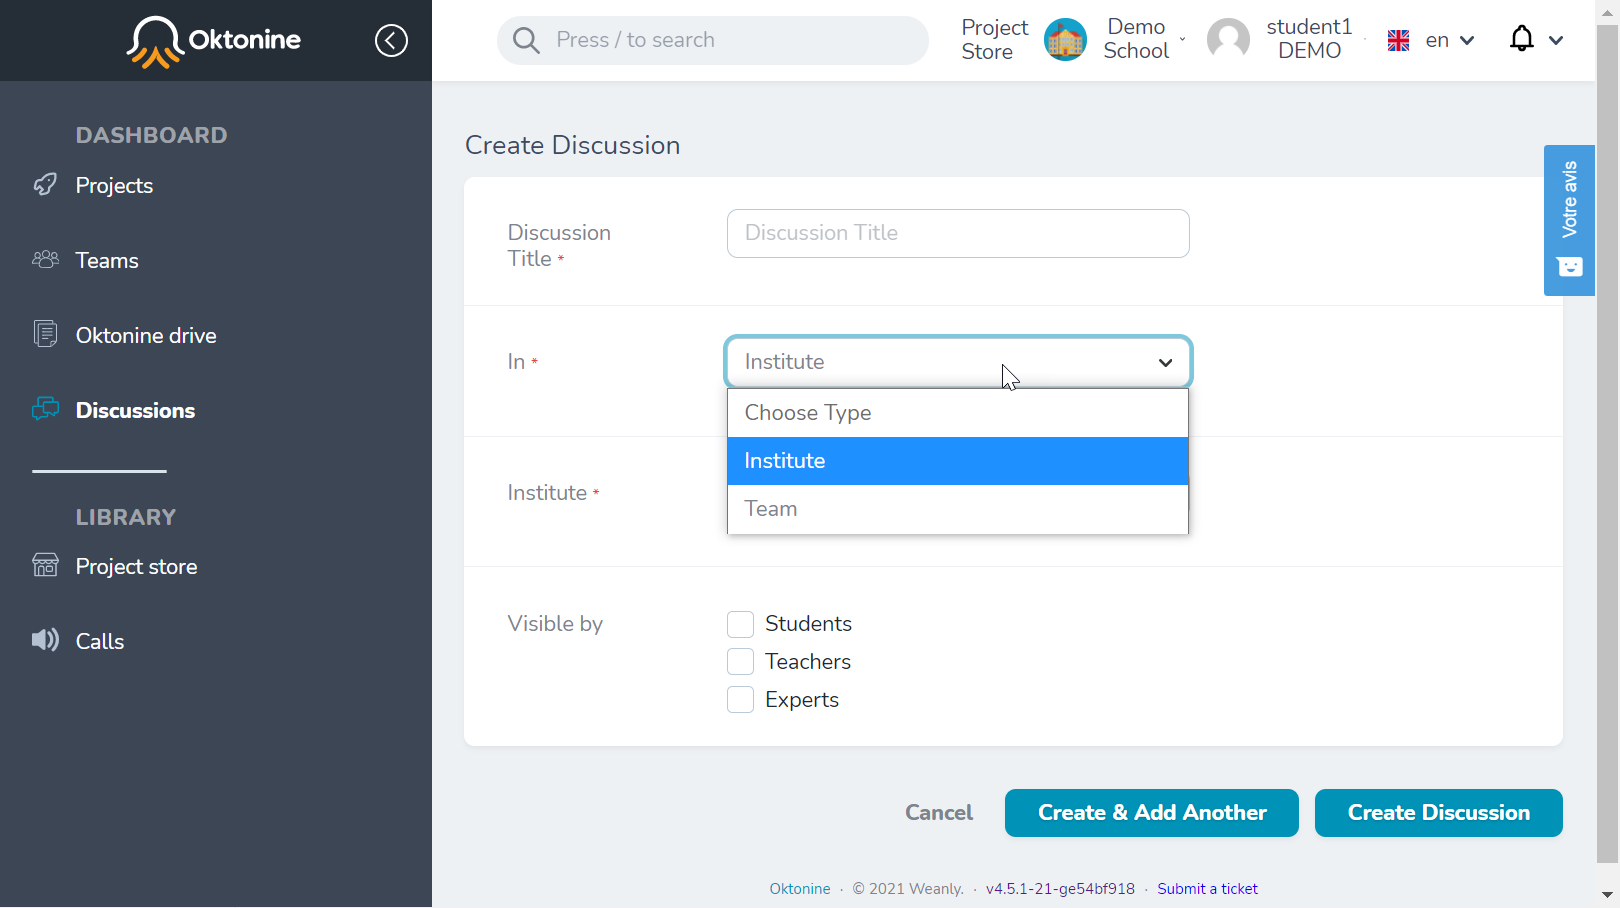 Oktonine
Press / to search
Project
Store
Demo
School
student1
DEMO
en
DASHBOARD
Projects
Teams
Oktonine drive
Discussions
LIBRARY
Project store
Calls
Create Discussion
Votre avis
Discussion
Title *
Discussion Title
In *
Institute
Choose Type
Institute
Team
Institute *
Visible by
Students
Teachers
Experts
Cancel
Create & Add Another
Create Discussion
Oktonine · © 2021 Weanly. · v4.5.1-21-ge54bf918 · Submit a ticket